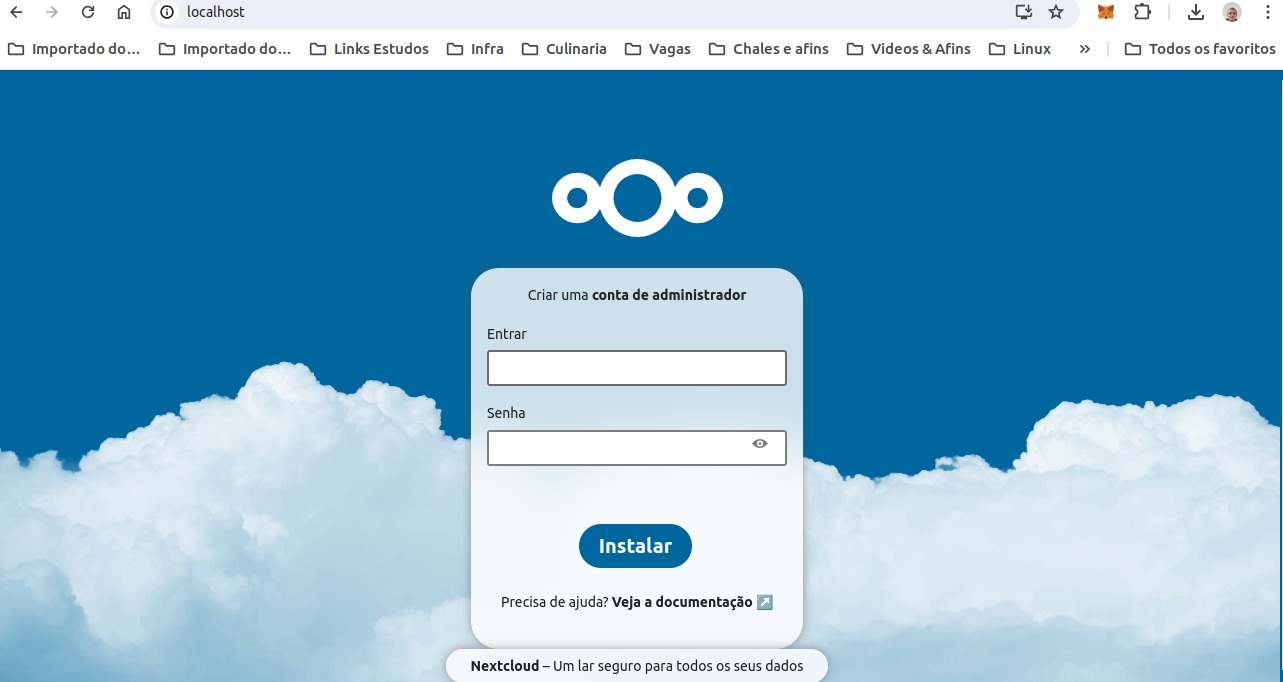 localhost
Importado do… Importado do… Links Estudos Infra Culinaria Vagas Chales e afins Videos & Afins Linux » Todos os favoritos
Criar uma conta de administrador
Entrar
Senha
Instalar
Precisa de ajuda? Veja a documentação ↗
Nextcloud – Um lar seguro para todos os seus dados